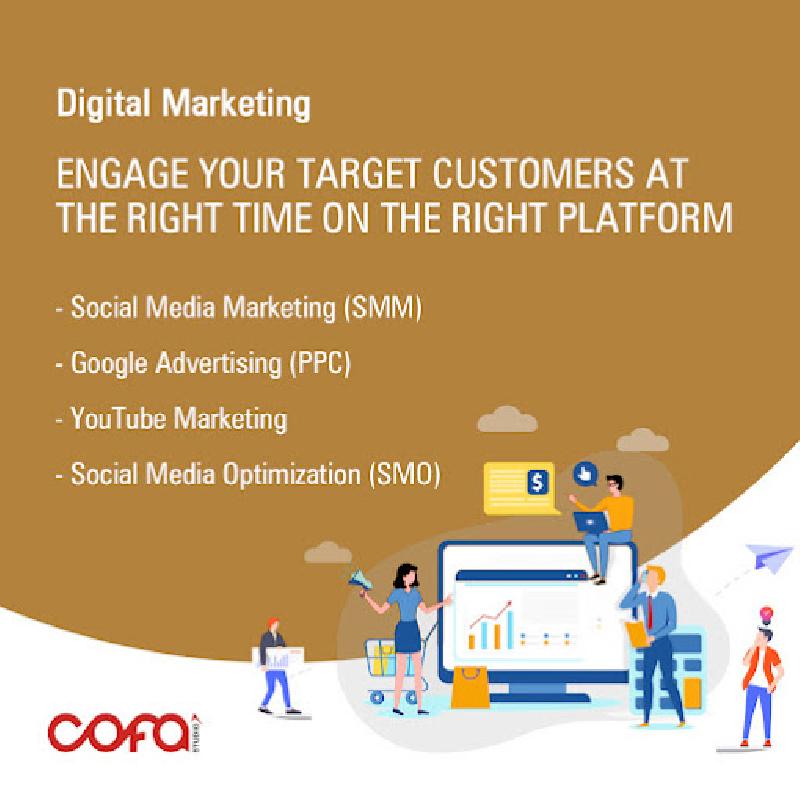 Digital Marketing
ENGAGE YOUR TARGET CUSTOMERS AT
THE RIGHT TIME ON THE RIGHT PLATFORM
- Social Media Marketing (SMM)
- Google Advertising (PPC)
- YouTube Marketing
- Social Media Optimization (SMO)
$
cofa
STUDIO